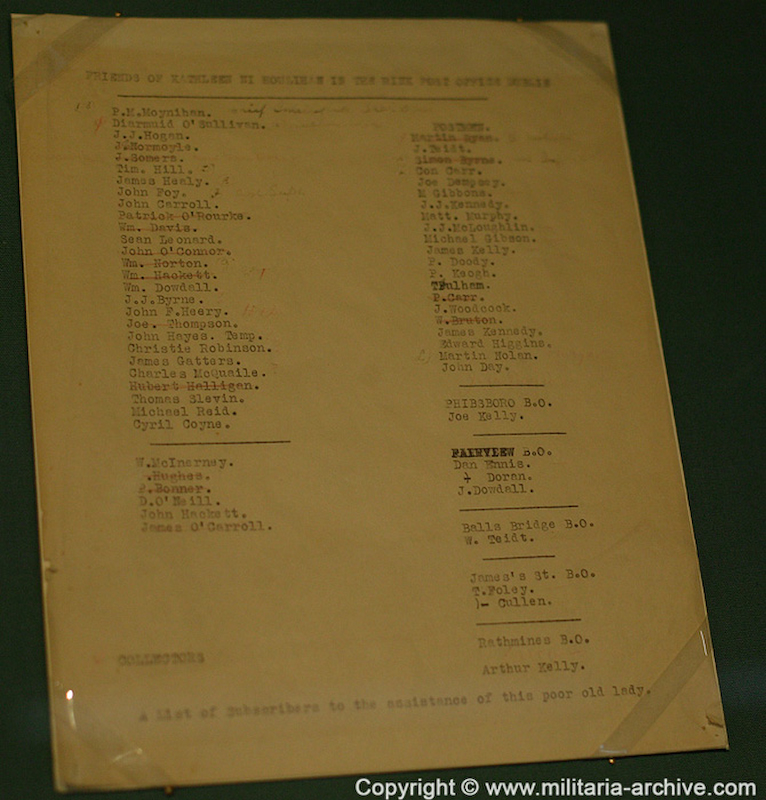 FRIENDS OF KATHLEEN NI HOULIHAN IN THE RINK POST OFFICE DUBLIN
P.M.Moynihan.
Diarmuid O'Sullivan.
J.J.Hogan.
J.Mormoyle.
J.Somers.
Tim. Hill.
James Healy.
John Foy.
John Carroll.
Patrick O'Rourke.
Wm. Davis.
Sean Leonard.
John O'Connor.
Wm. Norton.
Wm. Hackett.
Wm. Dowdall.
J.J.Byrne.
John F.Heery.
Joe. Thompson.
John Hayes. Temp.
Christie Robinson.
James Gatters.
Charles McQuaile.
Hubert Halligan.
Thomas Slevin.
Michael Reid.
Cyril Coyne.
W.McInerney.
Hughes.
P.Bonner.
D.O'Neill.
John Hackett.
James O'Carroll.
COLLECTORS
POSTMEN.
Martin Ryan.
J.Teidt.
Simon Byrne.
Con Carr.
Joe Dempsey.
M Gibbons.
J.J.Kennedy.
Matt. Murphy.
J.J.McLoughlin.
Michael Gibson.
James Kelly.
P. Doody.
P. Keogh.
T Fulham.
P.Carr.
J.Woodcock.
W.Bruton.
James Kennedy.
Edward Higgins.
Martin Nolan.
John Day.
PHIBSBORO B.O.
Joe Kelly.
FAIRVIEW B.O.
Dan Ennis.
Doran.
J.Dowdall.
Balls Bridge B.O.
W. Teidt.
James's St. B.O.
T.Foley.
- Cullen.
Rathmines B.O.
Arthur Kelly.
A List of Subscribers to the assistance of this poor old lady.
Copyright © www.militaria-archive.com